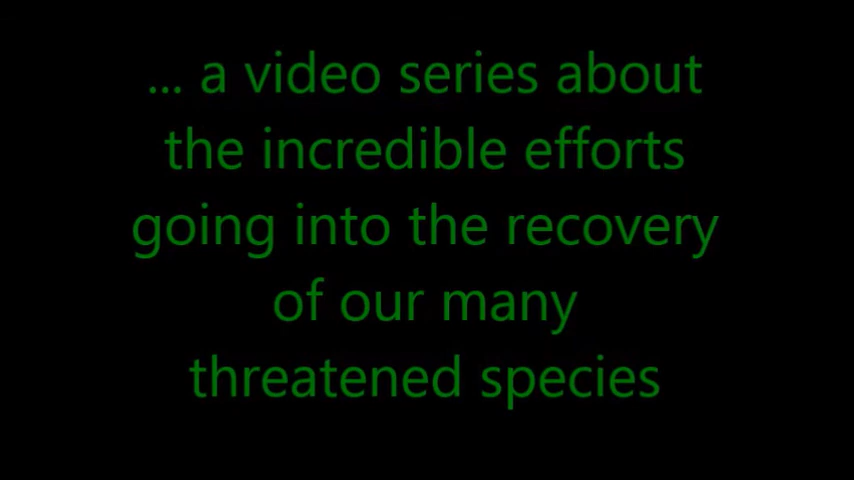 ... a video series about
the incredible efforts
going into the recovery
of our many
threatened species